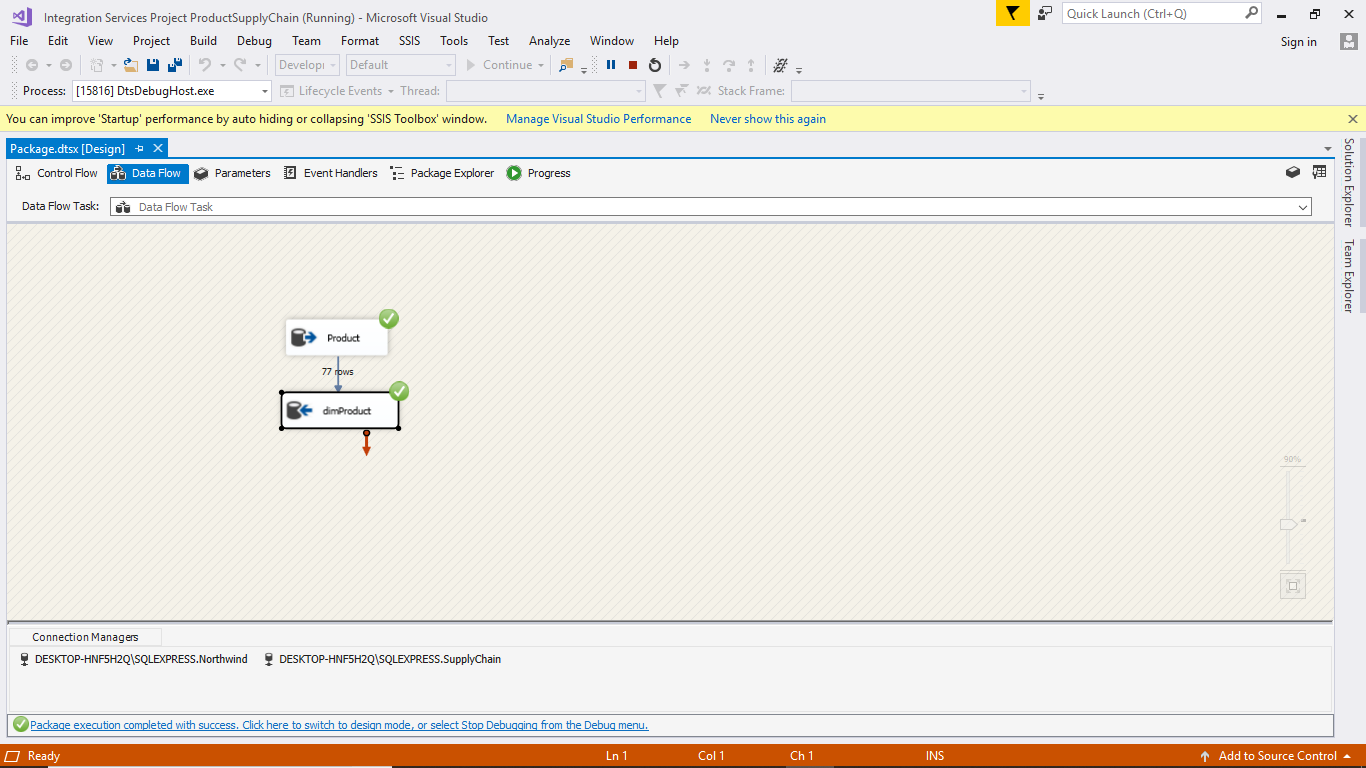 Integration Services Project ProductSupplyChain (Running) - Microsoft Visual Studio
Quick Launch (Ctrl+Q)
File Edit View Project Build Debug Team Format SSIS Tools Test Analyze Window Help
Sign in
Develop Default Continue
Process: [15816] DtsDebugHost.exe Lifecycle Events Thread: Stack Frame:
You can improve 'Startup' performance by auto hiding or collapsing 'SSIS Toolbox' window. Manage Visual Studio Performance Never show this again
Package.dtsx [Design]
Control Flow Data Flow Parameters Event Handlers Package Explorer Progress
Data Flow Task: Data Flow Task
Solution Explorer
Team Explorer
Product
77 rows
dimProduct
90%
Connection Managers
DESKTOP-HNF5H2Q\SQLEXPRESS.Northwind DESKTOP-HNF5H2Q\SQLEXPRESS.SupplyChain
Package execution completed with success. Click here to switch to design mode, or select Stop Debugging from the Debug menu.
Ready Ln 1 Col 1 Ch 1 INS Add to Source Control